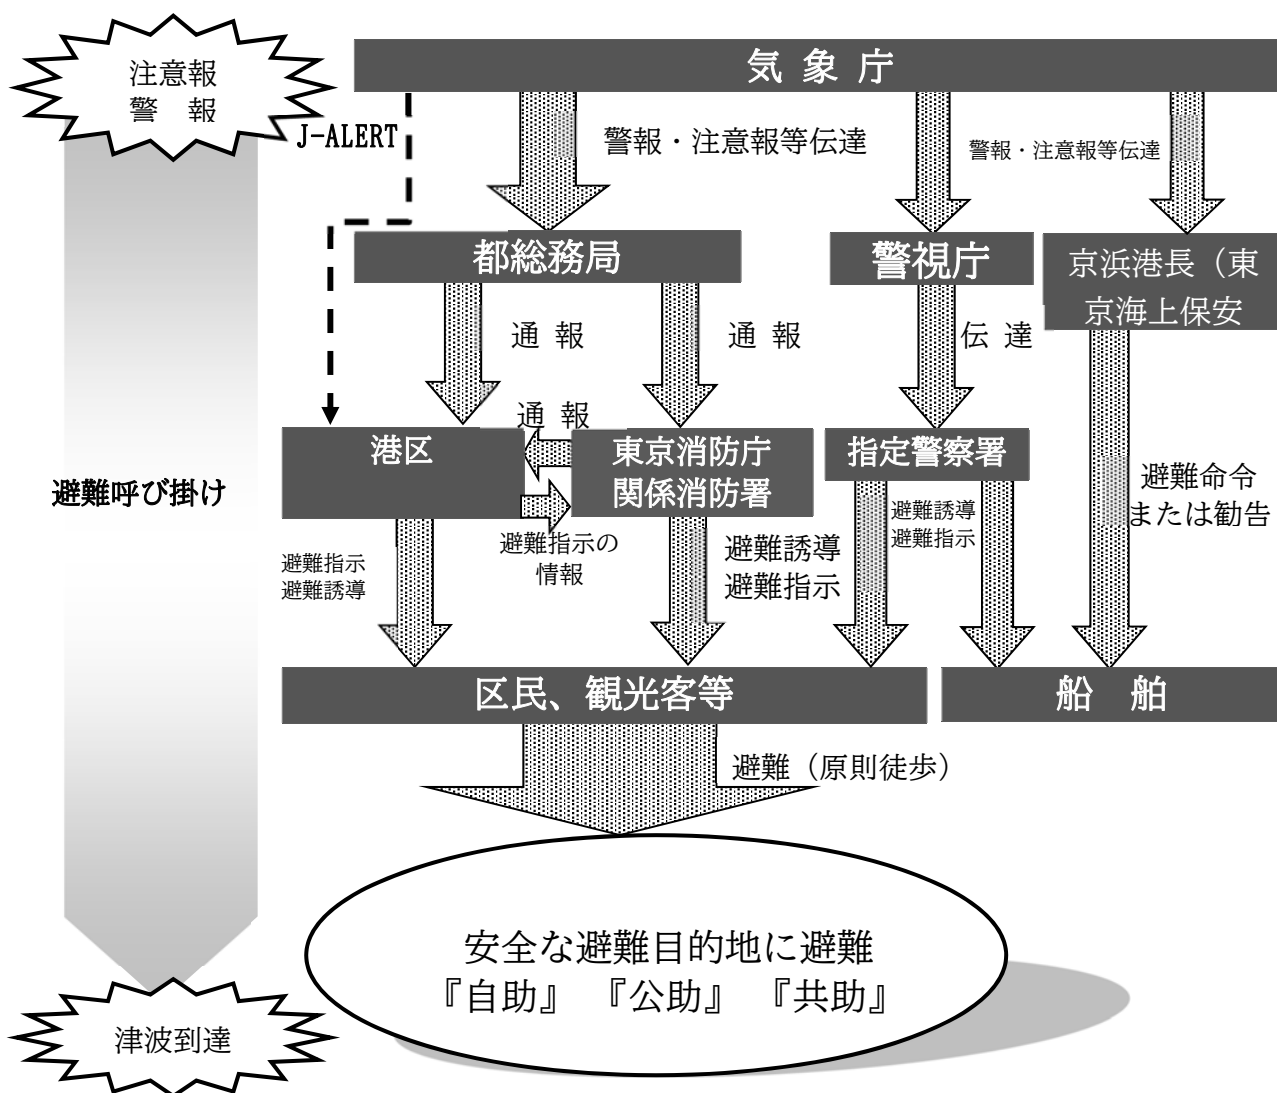 注意報
警　報
気 象 庁
J-ALERT
警報・注意報等伝達
警報・注意報等伝達
都総務局
警視庁
京浜港長（東
京海上保安
通 報
通 報
伝 達
通 報
港区
東京消防庁
関係消防署
指定警察署
避難呼び掛け
避難指示
避難誘導
避難指示の
情報
避難誘導
避難指示
避難誘導
避難指示
避難命令
または勧告
区民、観光客等
船　舶
避難（原則徒歩）
安全な避難目的地に避難
『自助』 『公助』 『共助』
津波到達